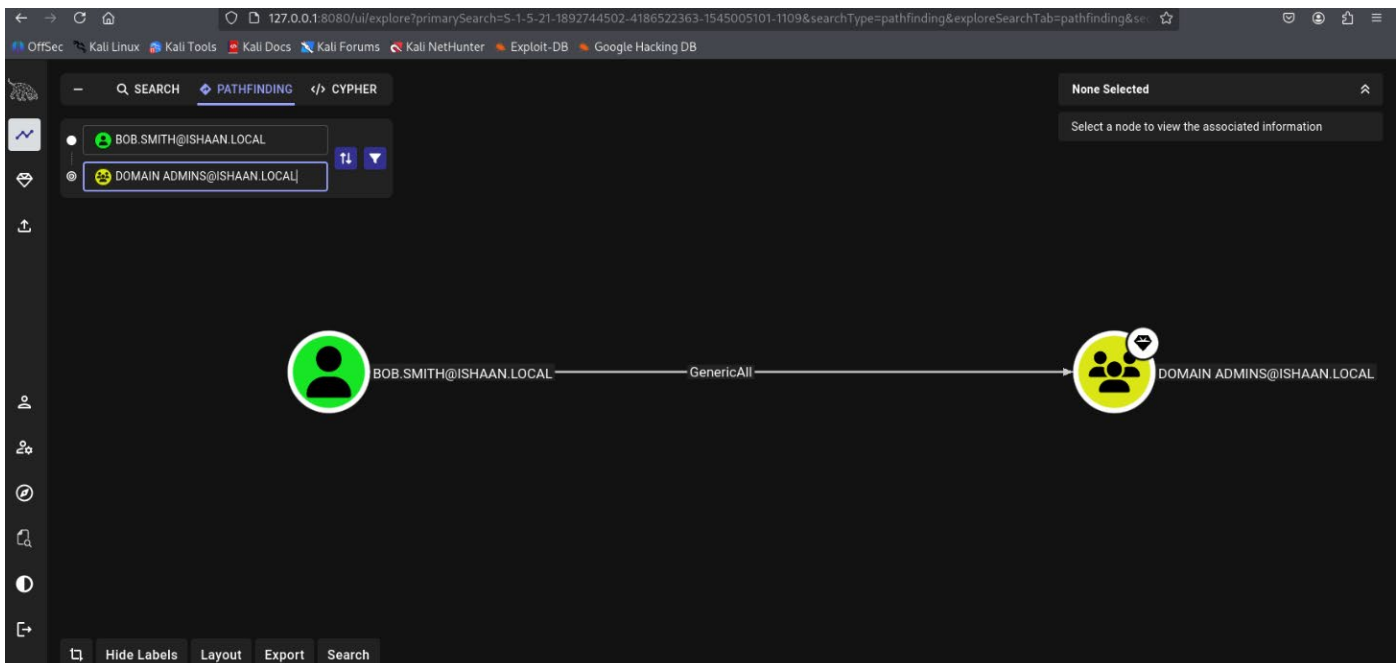 127.0.0.1:8080/ui/explore?primarySearch=S-1-5-21-1892744502-4186522363-1545005101-1109&searchType=pathfinding&exploreSearchTab=pathfinding&se
OffSec Kali Linux Kali Tools Kali Docs Kali Forums Kali NetHunter Exploit-DB Google Hacking DB
SEARCH PATHFINDING </> CYPHER
BOB.SMITH@ISHAAN.LOCAL
DOMAIN ADMINS@ISHAAN.LOCAL
None Selected
Select a node to view the associated information
BOB.SMITH@ISHAAN.LOCAL GenericAll DOMAIN ADMINS@ISHAAN.LOCAL
Hide Labels Layout Export Search